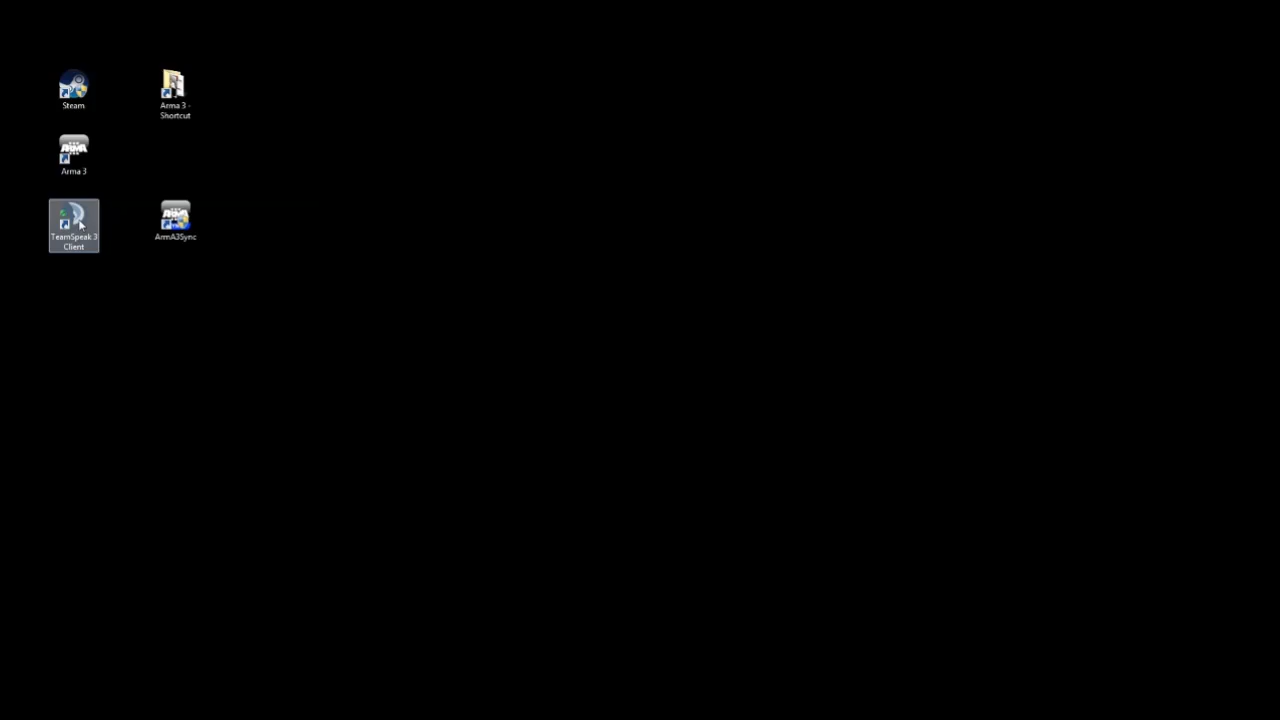 Steam
Arma 3 -
Shortcut
Arma 3
TeamSpeak 3
Client
ArmA3Sync